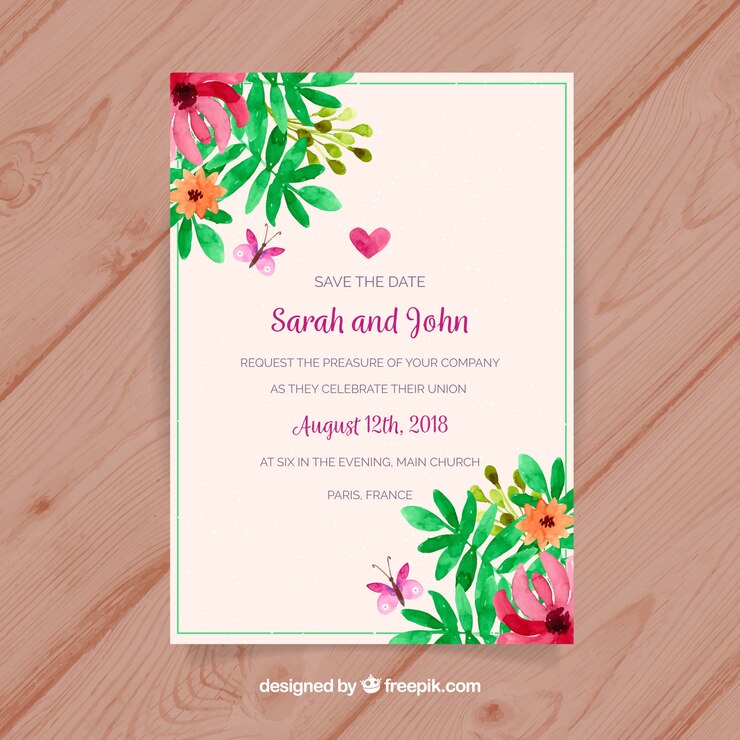 SAVE THE DATE
Sarah and John
REQUEST THE PREASURE OF YOUR COMPANY
AS THEY CELEBRATE THEIR UNION
August 12th, 2018
AT SIX IN THE EVENING, MAIN CHURCH
PARIS, FRANCE
designed by freepik.com